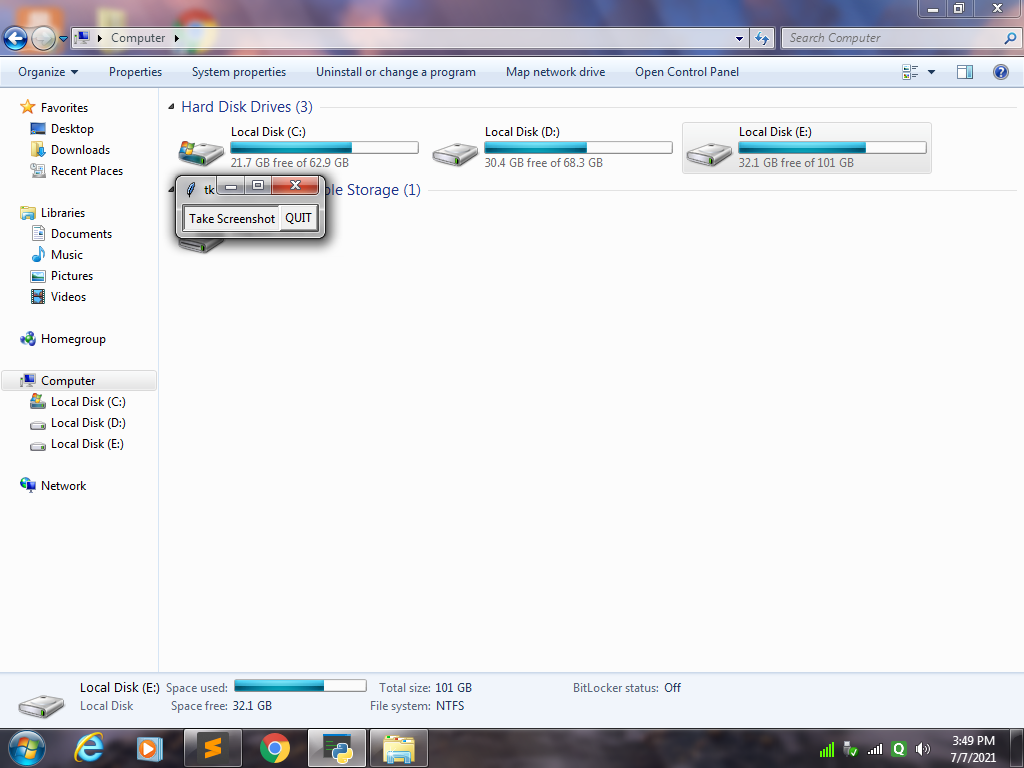 Computer
Search Computer
Organize Properties System properties Uninstall or change a program Map network drive Open Control Panel
Favorites
Desktop
Downloads
Recent Places
Libraries
Documents
Music
Pictures
Videos
Homegroup
Computer
Local Disk (C:)
Local Disk (D:)
Local Disk (E:)
Network
Hard Disk Drives (3)
Local Disk (C:)
21.7 GB free of 62.9 GB
Local Disk (D:)
30.4 GB free of 68.3 GB
Local Disk (E:)
32.1 GB free of 101 GB
Storage (1)
tk
Take Screenshot QUIT
Local Disk (E:) Space used: Total size: 101 GB BitLocker status: Off
Local Disk Space free: 32.1 GB File system: NTFS
3:49 PM
7/7/2021